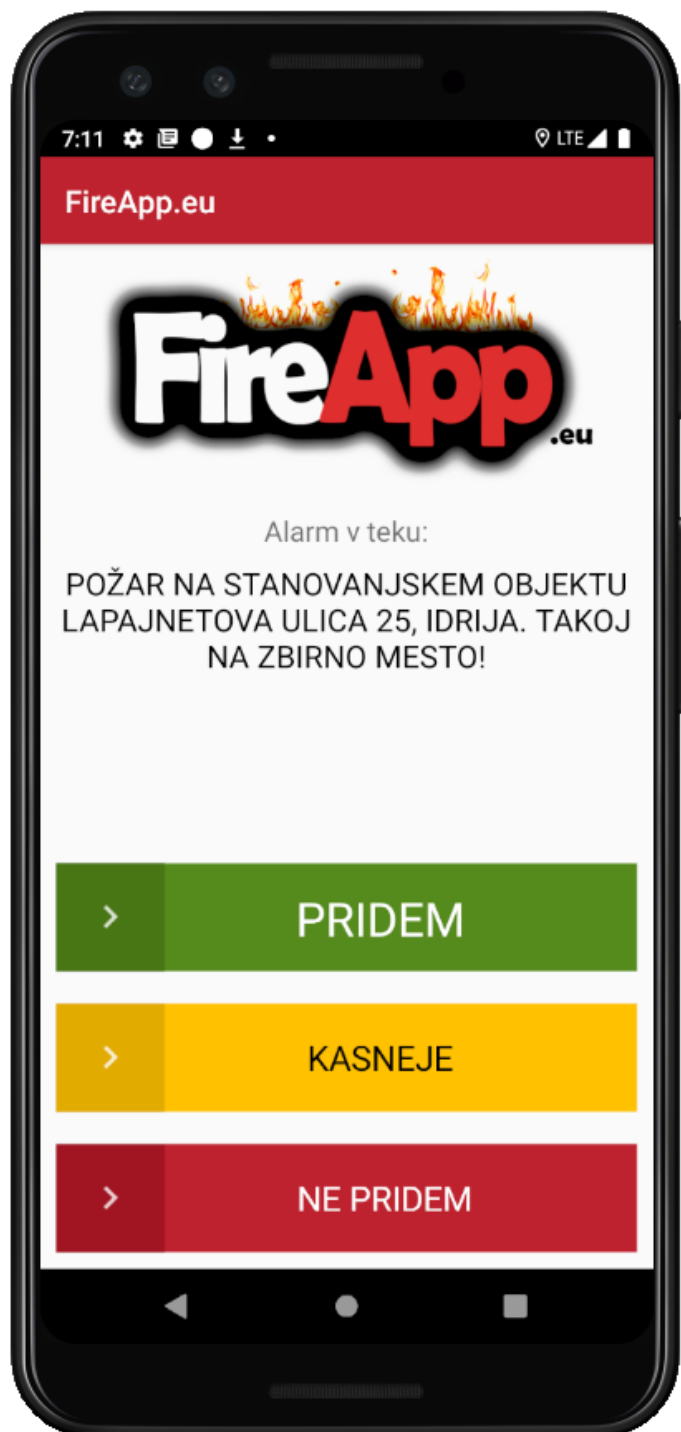 7:11
LTE
FireApp.eu
FireApp
.eu
Alarm v teku:
POŽAR NA STANOVANJSKEM OBJEKTU
LAPAJNETOVA ULICA 25, IDRIJA. TAKOJ
NA ZBIRNO MESTO!
PRIDEM
KASNEJE
NE PRIDEM